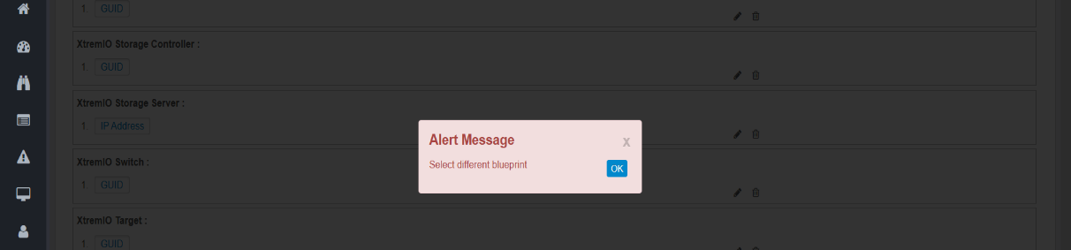 1. GUID
XtremIO Storage Controller :
1. GUID
XtremIO Storage Server :
1. IP Address
Alert Message
X
Select different blueprint
OK
XtremIO Switch :
1. GUID
XtremIO Target :
1. GUID